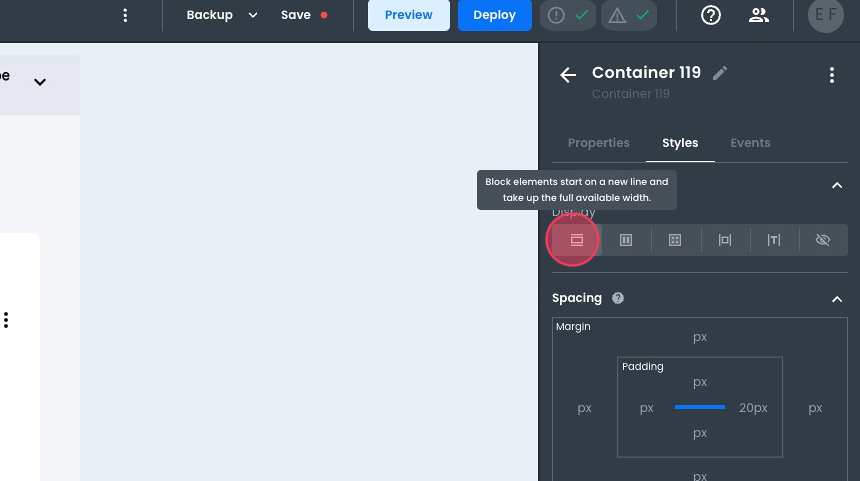 Backup
Save
Preview
Deploy
E F
Container 119
Container 119
Properties
Styles
Events
Block elements start on a new line and
take up the full available width.
Display
Spacing
Margin
px
Padding
px
px
px
20px
px
px
px